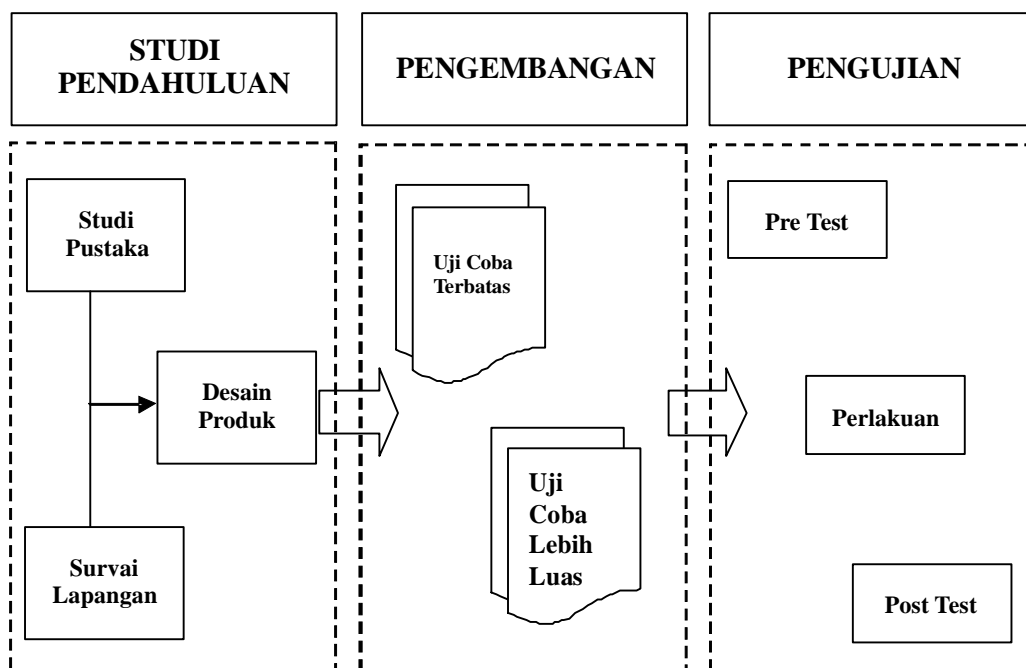 STUDI
PENDAHULUAN
PENGEMBANGAN
PENGUJIAN
Studi
Pustaka
Desain
Produk
Survai
Lapangan
Uji Coba
Terbatas
Uji
Coba
Lebih
Luas
Pre Test
Perlakuan
Post Test